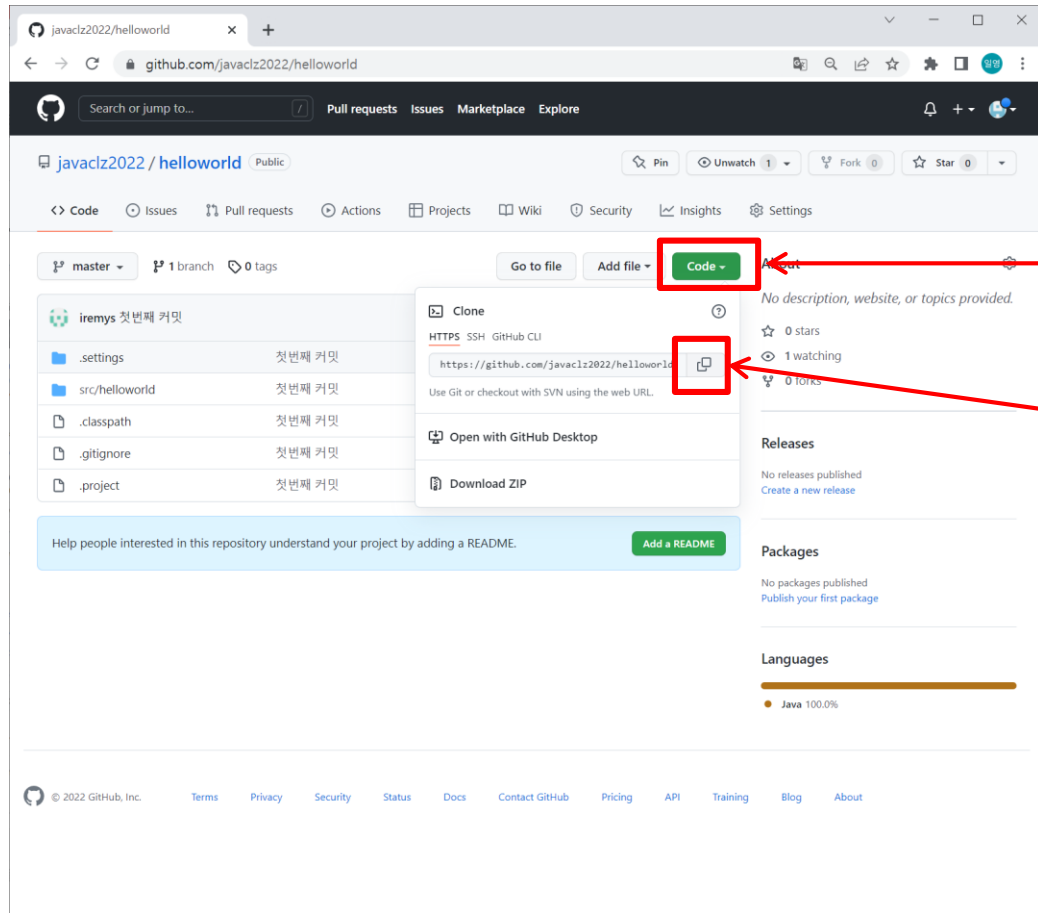 javaclz2022/helloworld
github.com/javaclz2022/helloworld
일영
Search or jump to... / Pull requests Issues Marketplace Explore
javaclz2022 / helloworld Public
Pin Unwatch 1 Fork 0 Star 0
Code Issues Pull requests Actions Projects Wiki Security Insights Settings
master 1 branch 0 tags Go to file Add file Code
iremys 첫번째 커밋
.settings 첫번째 커밋
src/helloworld 첫번째 커밋
.classpath 첫번째 커밋
.gitignore 첫번째 커밋
.project 첫번째 커밋
Clone
HTTPS SSH GitHub CLI
https://github.com/javaclz2022/helloworld
Use Git or checkout with SVN using the web URL.
Open with GitHub Desktop
Download ZIP
Help people interested in this repository understand your project by adding a README. Add a README
About
No description, website, or topics provided.
0 stars
1 watching
0 forks
Releases
No releases published
Create a new release
Packages
No packages published
Publish your first package
Languages
Java 100.0%
© 2022 GitHub, Inc. Terms Privacy Security Status Docs Contact GitHub Pricing API Training Blog About